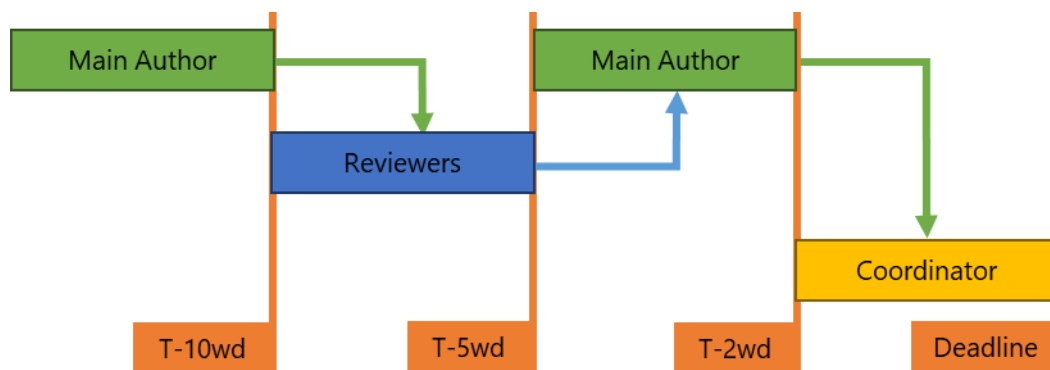 Main Author
Main Author
Reviewers
Coordinator
T-10wd
T-5wd
T-2wd
Deadline